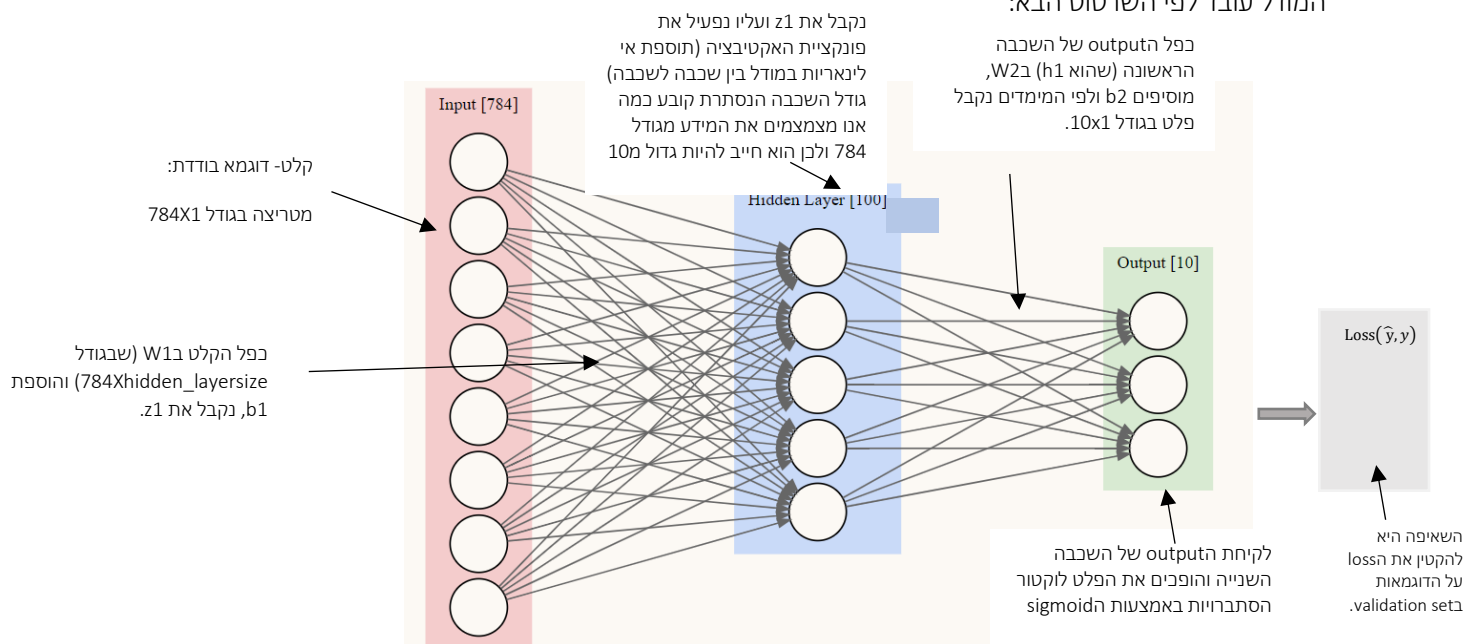 המודל עובד לפי השרטוט הבא:
נקבל את z1 ועליו נפעיל את
פונקציית האקטיבציה (תוספת אי
לינאריות במודל בין שכבה לשכבה)
גודל השכבה הנסתרת קובע כמה
אנו מצמצמים את המידע מגודל
784 ולכן הוא חייב להיות גדול מ10
כפל הoutput של השכבה
הראשונה (שהוא h1) בW2,
מוסיפים b2 ולפי המימדים נקבל
פלט בגודל 10x1.
Input [784]
קלט- דוגמא בודדת:
מטריצה בגודל 784X1
Hidden Layer [100]
Output [10]
Loss(ŷ, y)
כפל הקלט בW1 (שבגודל
784Xhidden_layersize) והוספת
b1, נקבל את z1.
לקיחת הoutput של השכבה
השנייה והופכים את הפלט לוקטור
הסתברויות באמצעות הsigmoid
השאיפה היא
להקטין את הloss
על הדוגמאות
בvalidation set.